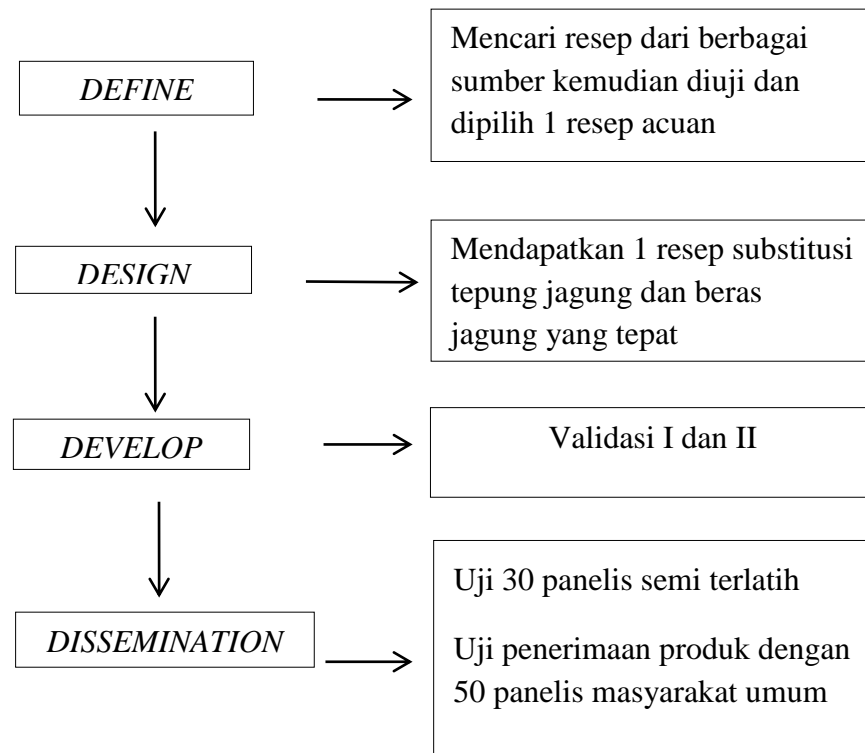 DEFINE
Mencari resep dari berbagai
sumber kemudian diuji dan
dipilih 1 resep acuan
DESIGN
Mendapatkan 1 resep substitusi
tepung jagung dan beras
jagung yang tepat
DEVELOP
Validasi I dan II
DISSEMINATION
Uji 30 panelis semi terlatih
Uji penerimaan produk dengan
50 panelis masyarakat umum